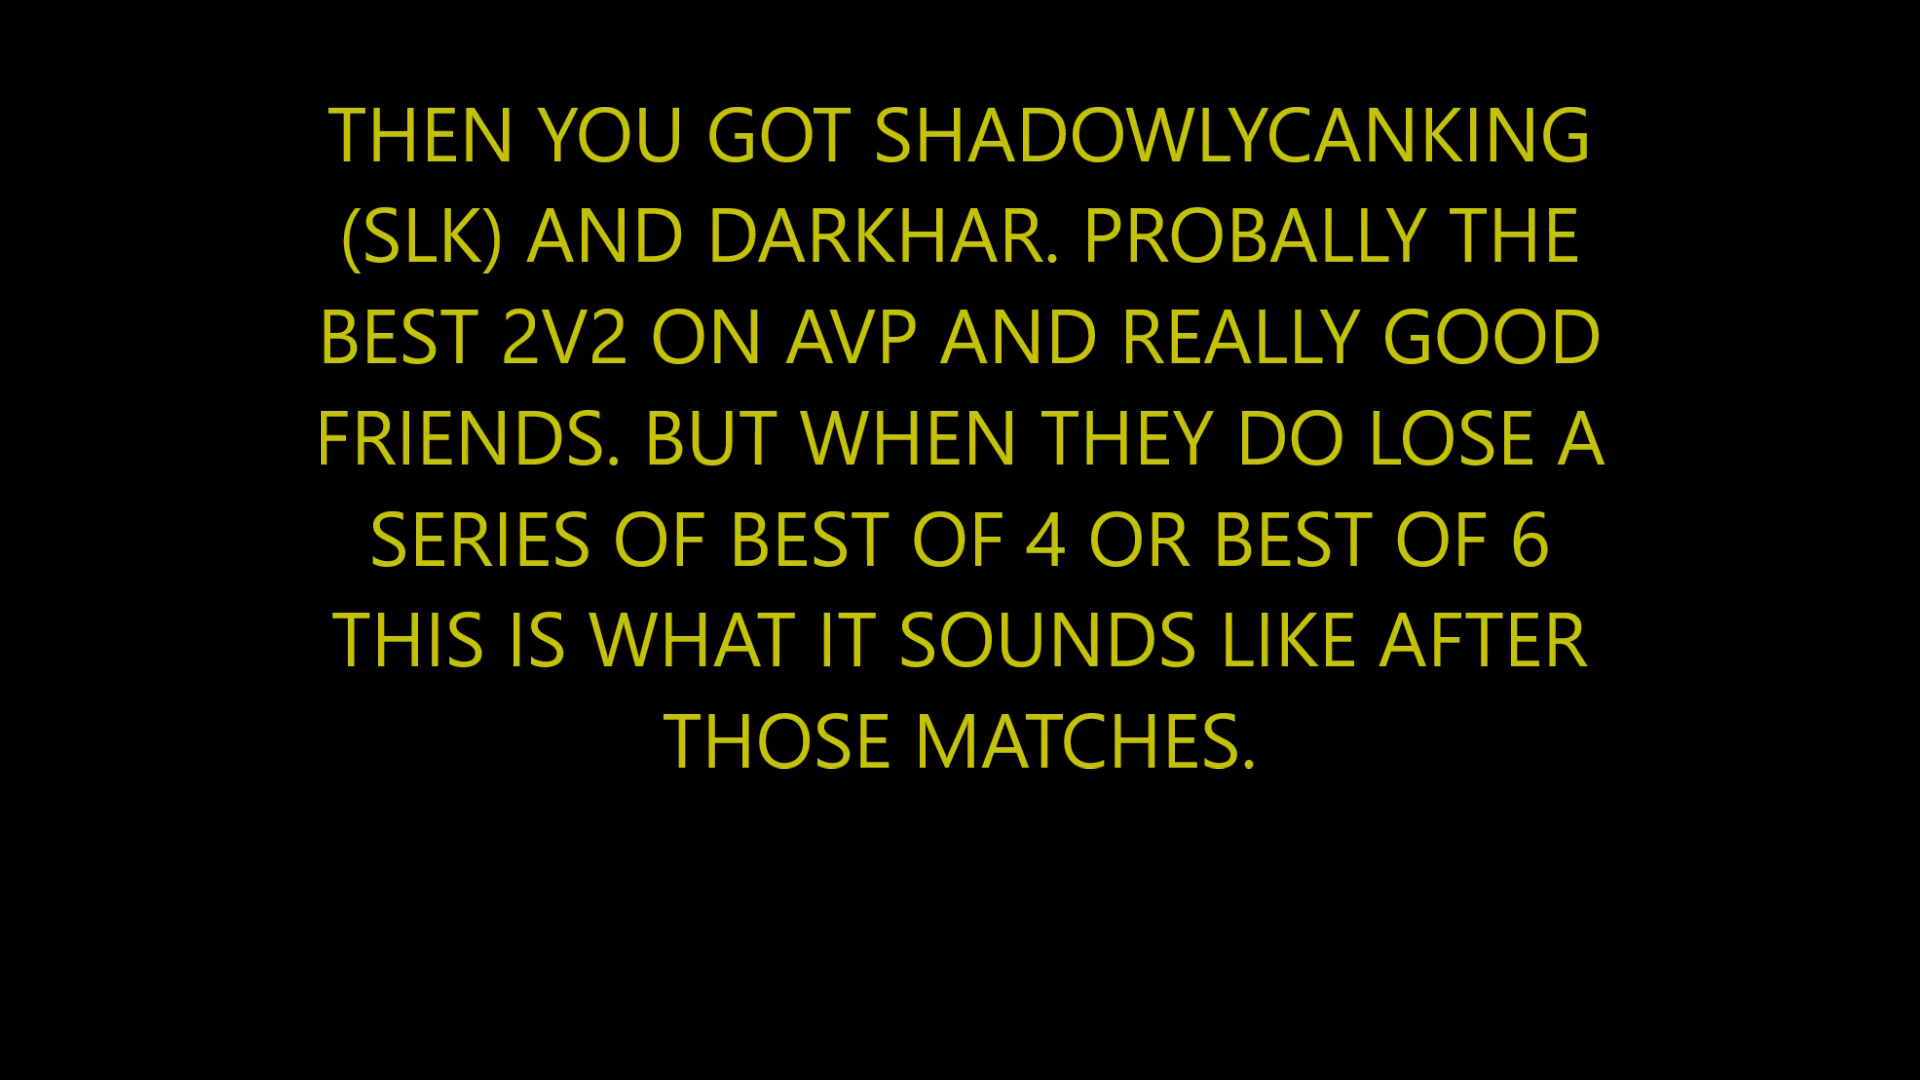 THEN YOU GOT SHADOWLYCANKING
(SLK) AND DARKHAR. PROBALLY THE
BEST 2V2 ON AVP AND REALLY GOOD
FRIENDS. BUT WHEN THEY DO LOSE A
SERIES OF BEST OF 4 OR BEST OF 6
THIS IS WHAT IT SOUNDS LIKE AFTER
THOSE MATCHES.